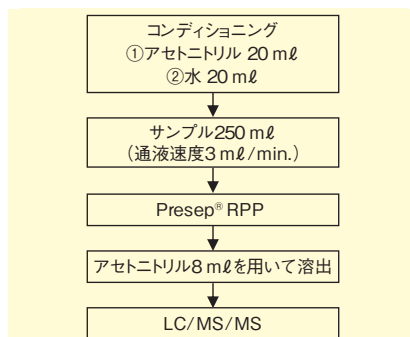 コンディショニング
①アセトニトリル 20 mℓ
②水 20 mℓ
サンプル250 mℓ
（通液速度3 mℓ/min.）
Presep® RPP
アセトニトリル8 mℓを用いて溶出
LC/MS/MS